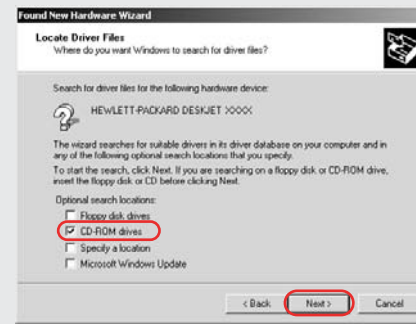 Found New Hardware Wizard
Locate Driver Files
Where do you want Windows to search for driver files?
Search for driver files for the following hardware device:
HEWLETT-PACKARD DESKJET XXXX
The wizard searches for suitable drivers in its driver database on your computer and in
any of the following optional search locations that you specify.
To start the search, click Next. If you are searching on a floppy disk or CD-ROM drive,
insert the floppy disk or CD before clicking Next.
Optional search locations:
Floppy disk drives
CD-ROM drives
Specify a location
Microsoft Windows Update
< Back Next > Cancel